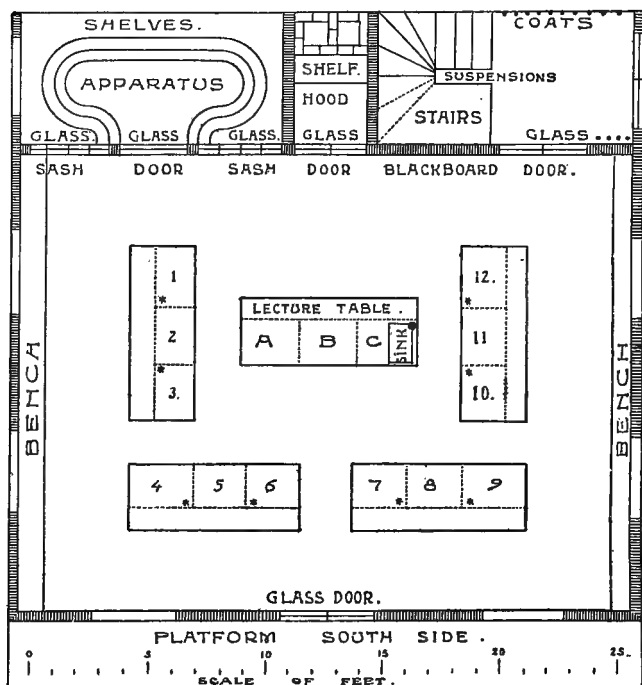 SHELVES.
COATS
APPARATUS
SHELF.
SUSPENSIONS
HOOD
STAIRS
GLASS. GLASS GLASS. GLASS GLASS
SASH DOOR SASH DOOR BLACKBOARD DOOR.
1 12.
LECTURE TABLE.
2 A B C SINK 11
3. 10.
BENCH BENCH
4 5 6 7 8 9
GLASS DOOR.
PLATFORM SOUTH SIDE.
0 5 10 15 20 25.
SCALE OF FEET.